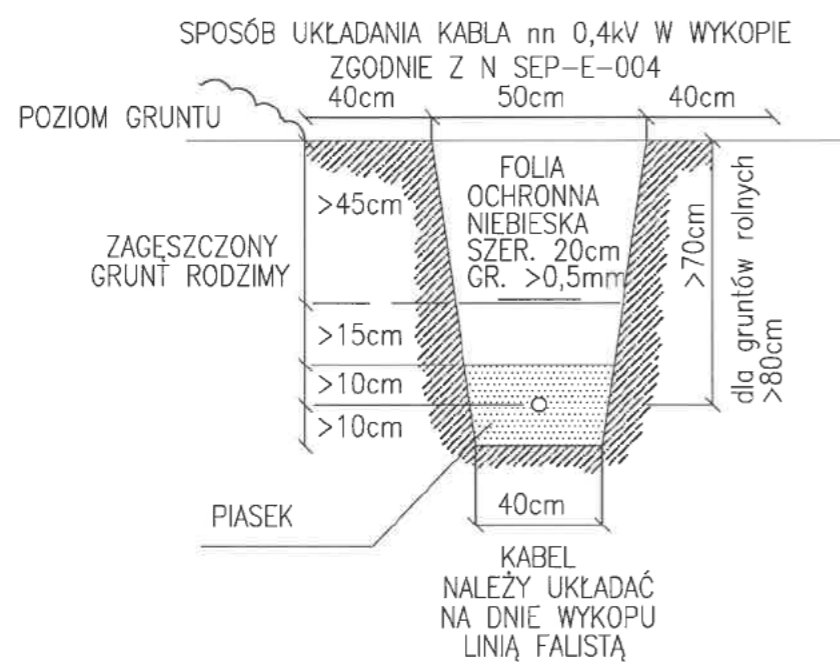 SPOSÓB UKŁADANIA KABLA nn 0,4kV W WYKOPIE
ZGODNIE Z N SEP-E-004
40cm 50cm 40cm
POZIOM GRUNTU
FOLIA
OCHRONNA
NIEBIESKA
SZER. 20cm
GR. >0,5mm
>45cm
ZAGĘSZCZONY
GRUNT RODZIMY
>70cm
dla gruntów rolnych
>80cm
>15cm
>10cm
>10cm
PIASEK
40cm
KABEL
NALEŻY UKŁADAĆ
NA DNIE WYKOPU
LINIĄ FALISTĄ